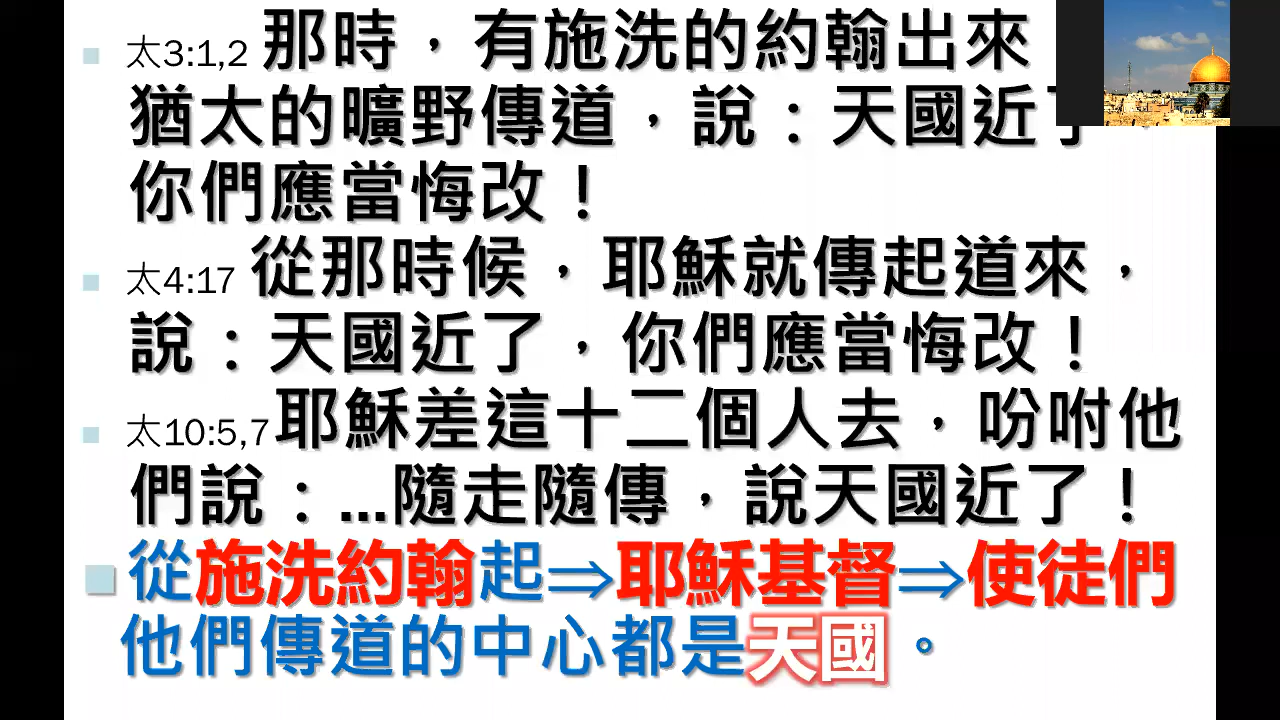 太3:1,2 那時，有施洗的約翰出來
猶太的曠野傳道，說：天國近了
你們應當悔改！
太4:17 從那時候，耶穌就傳起道來，
說：天國近了，你們應當悔改！
太10:5,7 耶穌差這十二個人去，吩咐他
們說：...隨走隨傳，說天國近了！
從施洗約翰起⇒耶穌基督⇒使徒們
他們傳道的中心都是天國。